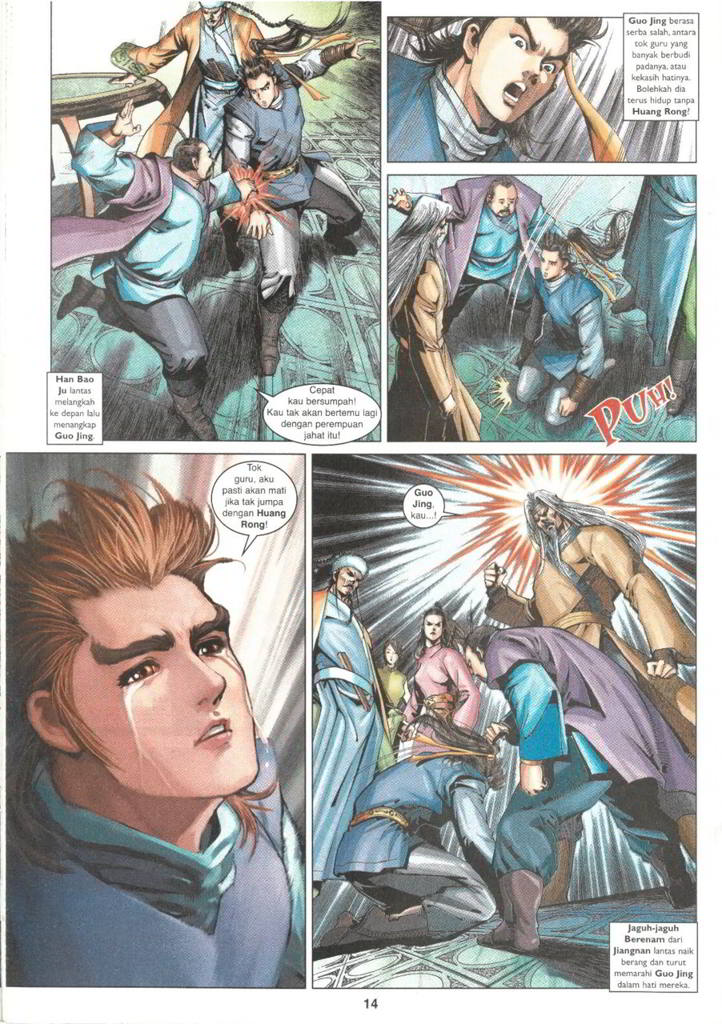 Han Bao
Ju lantas
melangkah
ke depan lalu
menangkap
Guo Jing.
Cepat
kau bersumpah!
Kau tak akan bertemu lagi
dengan perempuan
jahat itu!
Guo Jing berasa
serba salah, antara
tok guru yang
banyak berbudi
padanya, atau
kekasih hatinya.
Bolehkah dia
terus hidup tanpa
Huang Rong?
PUH!
Tok
guru, aku
pasti akan mati
jika tak jumpa
dengan Huang
Rong!
Guo
Jing,
kau...!
Jaguh-jaguh
Berenam dari
Jiangnan lantas naik
berang dan turut
memarahi Guo Jing
dalam hati mereka.
14